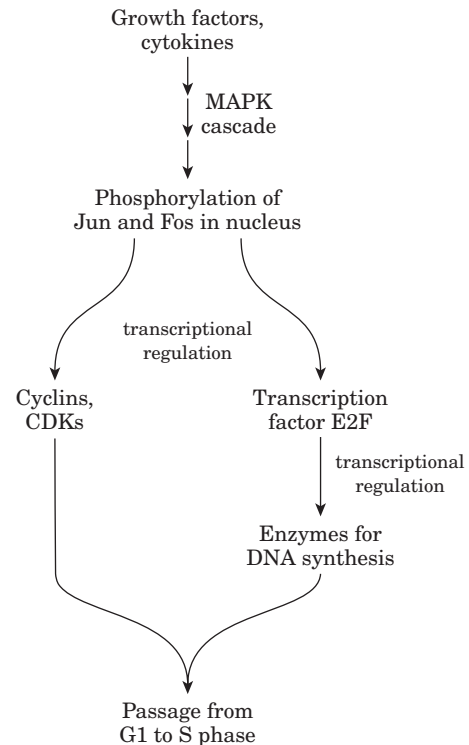 Growth factors,
cytokines
MAPK
cascade
Phosphorylation of
Jun and Fos in nucleus
transcriptional
regulation
Cyclins,
CDKs
Transcription
factor E2F
transcriptional
regulation
Enzymes for
DNA synthesis
Passage from
G1 to S phase